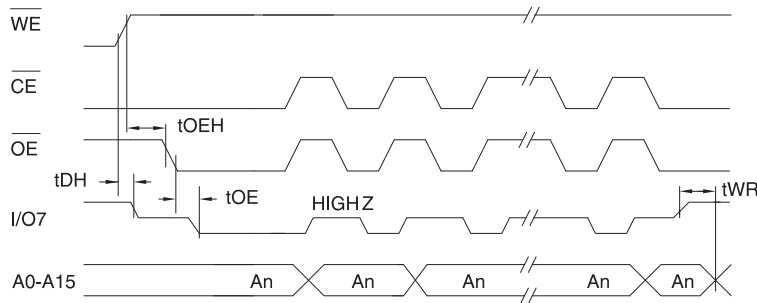 WE
CE
tOEH
OE
tDH
tOE
HIGH Z
tWR
I/O7
A0-A15
An An An An An